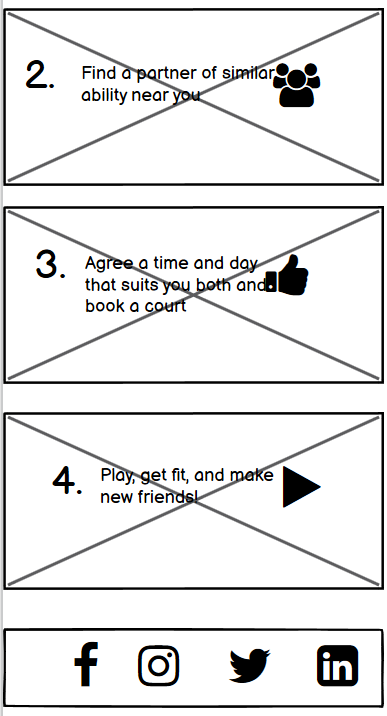 2.
Find a partner of similar
ability near you
3.
Agree a time and day
that suits you both and
book a court
4.
Play, get fit, and make
new friends!